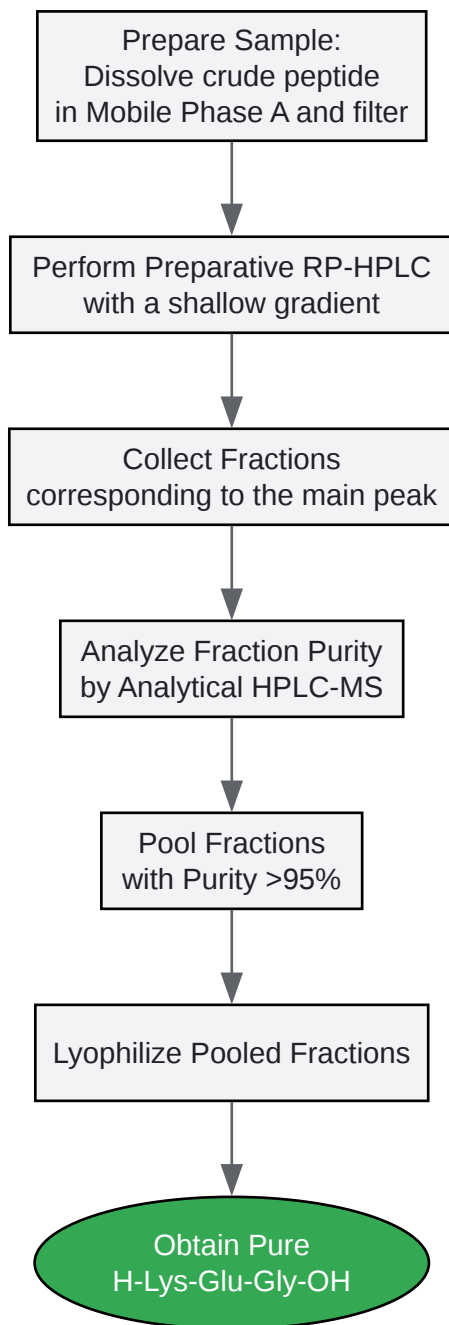 Prepare Sample:
Dissolve crude peptide
in Mobile Phase A and filter
Perform Preparative RP-HPLC
with a shallow gradient
Collect Fractions
corresponding to the main peak
Analyze Fraction Purity
by Analytical HPLC-MS
Pool Fractions
with Purity >95%
Lyophilize Pooled Fractions
Obtain Pure
H-Lys-Glu-Gly-OH